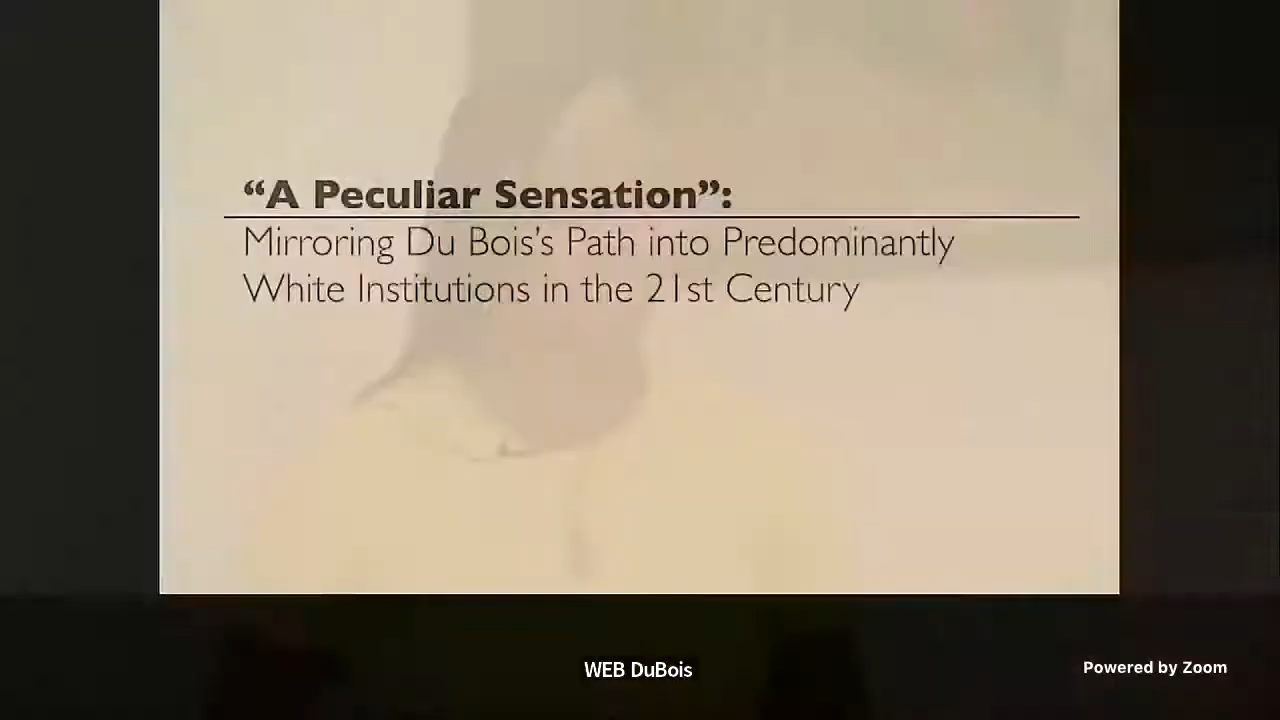 “A Peculiar Sensation”:
Mirroring Du Bois’s Path into Predominantly
White Institutions in the 21st Century
WEB DuBois
Powered by Zoom